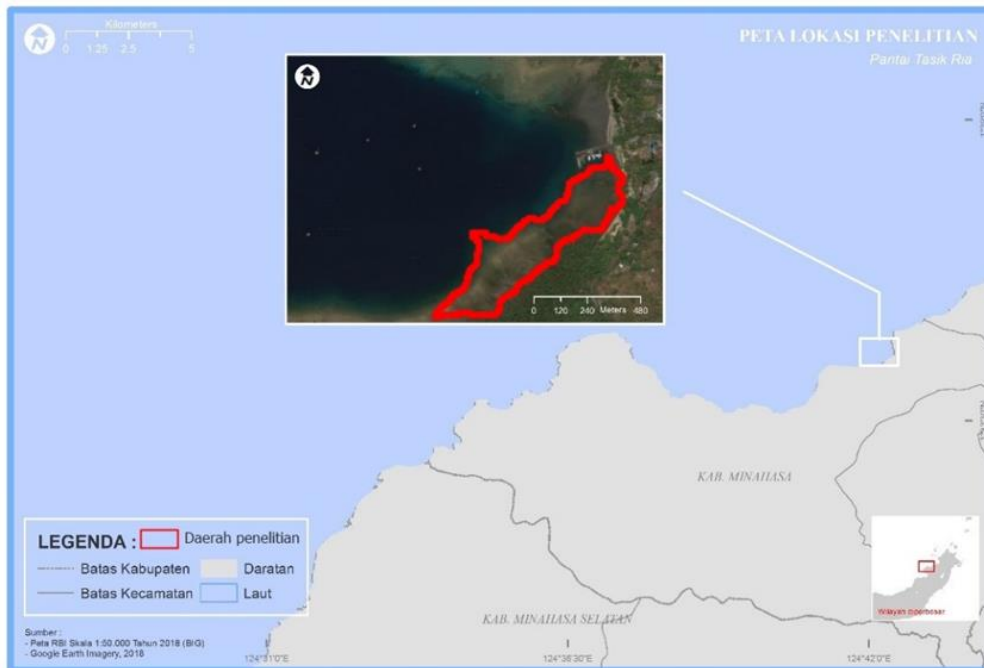 Kilometers
0 1.25 2.5 5
PETA LOKASI PENELITIAN
Pantai Tasik Ria
N
N
0 120 240 Meters 480
KAB. MINAHASA
LEGENDA :
Daerah penelitian
Batas Kabupaten
Daratan
Batas Kecamatan
Laut
Wilayah diperbesar
KAB. MINAHASA SELATAN
Sumber :
- Peta RBI Skala 1:50.000 Tahun 2018 (BIG)
- Google Earth Imagery, 2018
124°31'0"E
124°36'30"E
124°42'0"E